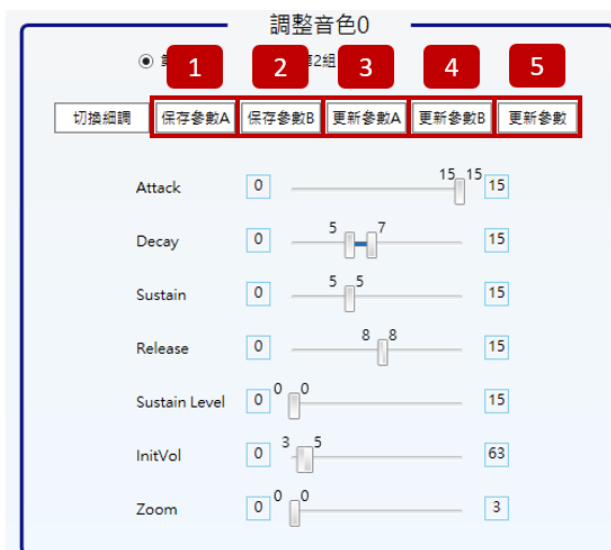 調整音色0
1 2 第2組 3 4 5
切換細調 保存參數A 保存參數B 更新參數A 更新參數B 更新參數
15 15
Attack 0 15
5 7
Decay 0 15
5 5
Sustain 0 15
8 8
Release 0 15
0 0
Sustain Level 0 15
3 5
InitVol 0 63
0 0
Zoom 0 3